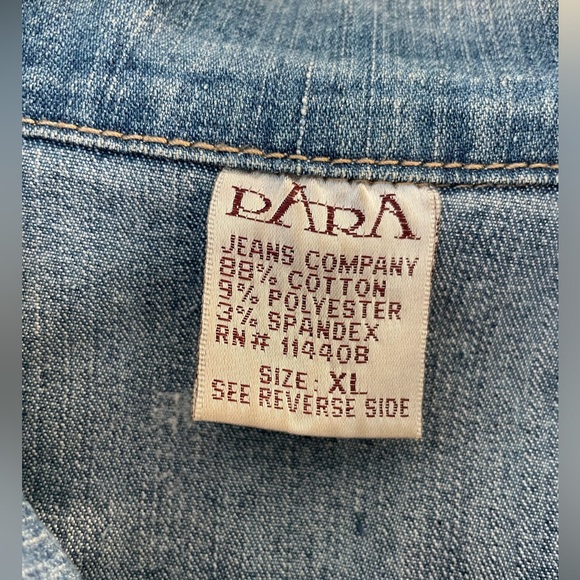 PARA
JEANS COMPANY
88% COTTON
9% POLYESTER
3% SPANDEX
RN# 114408
SIZE: XL
SEE REVERSE SIDE